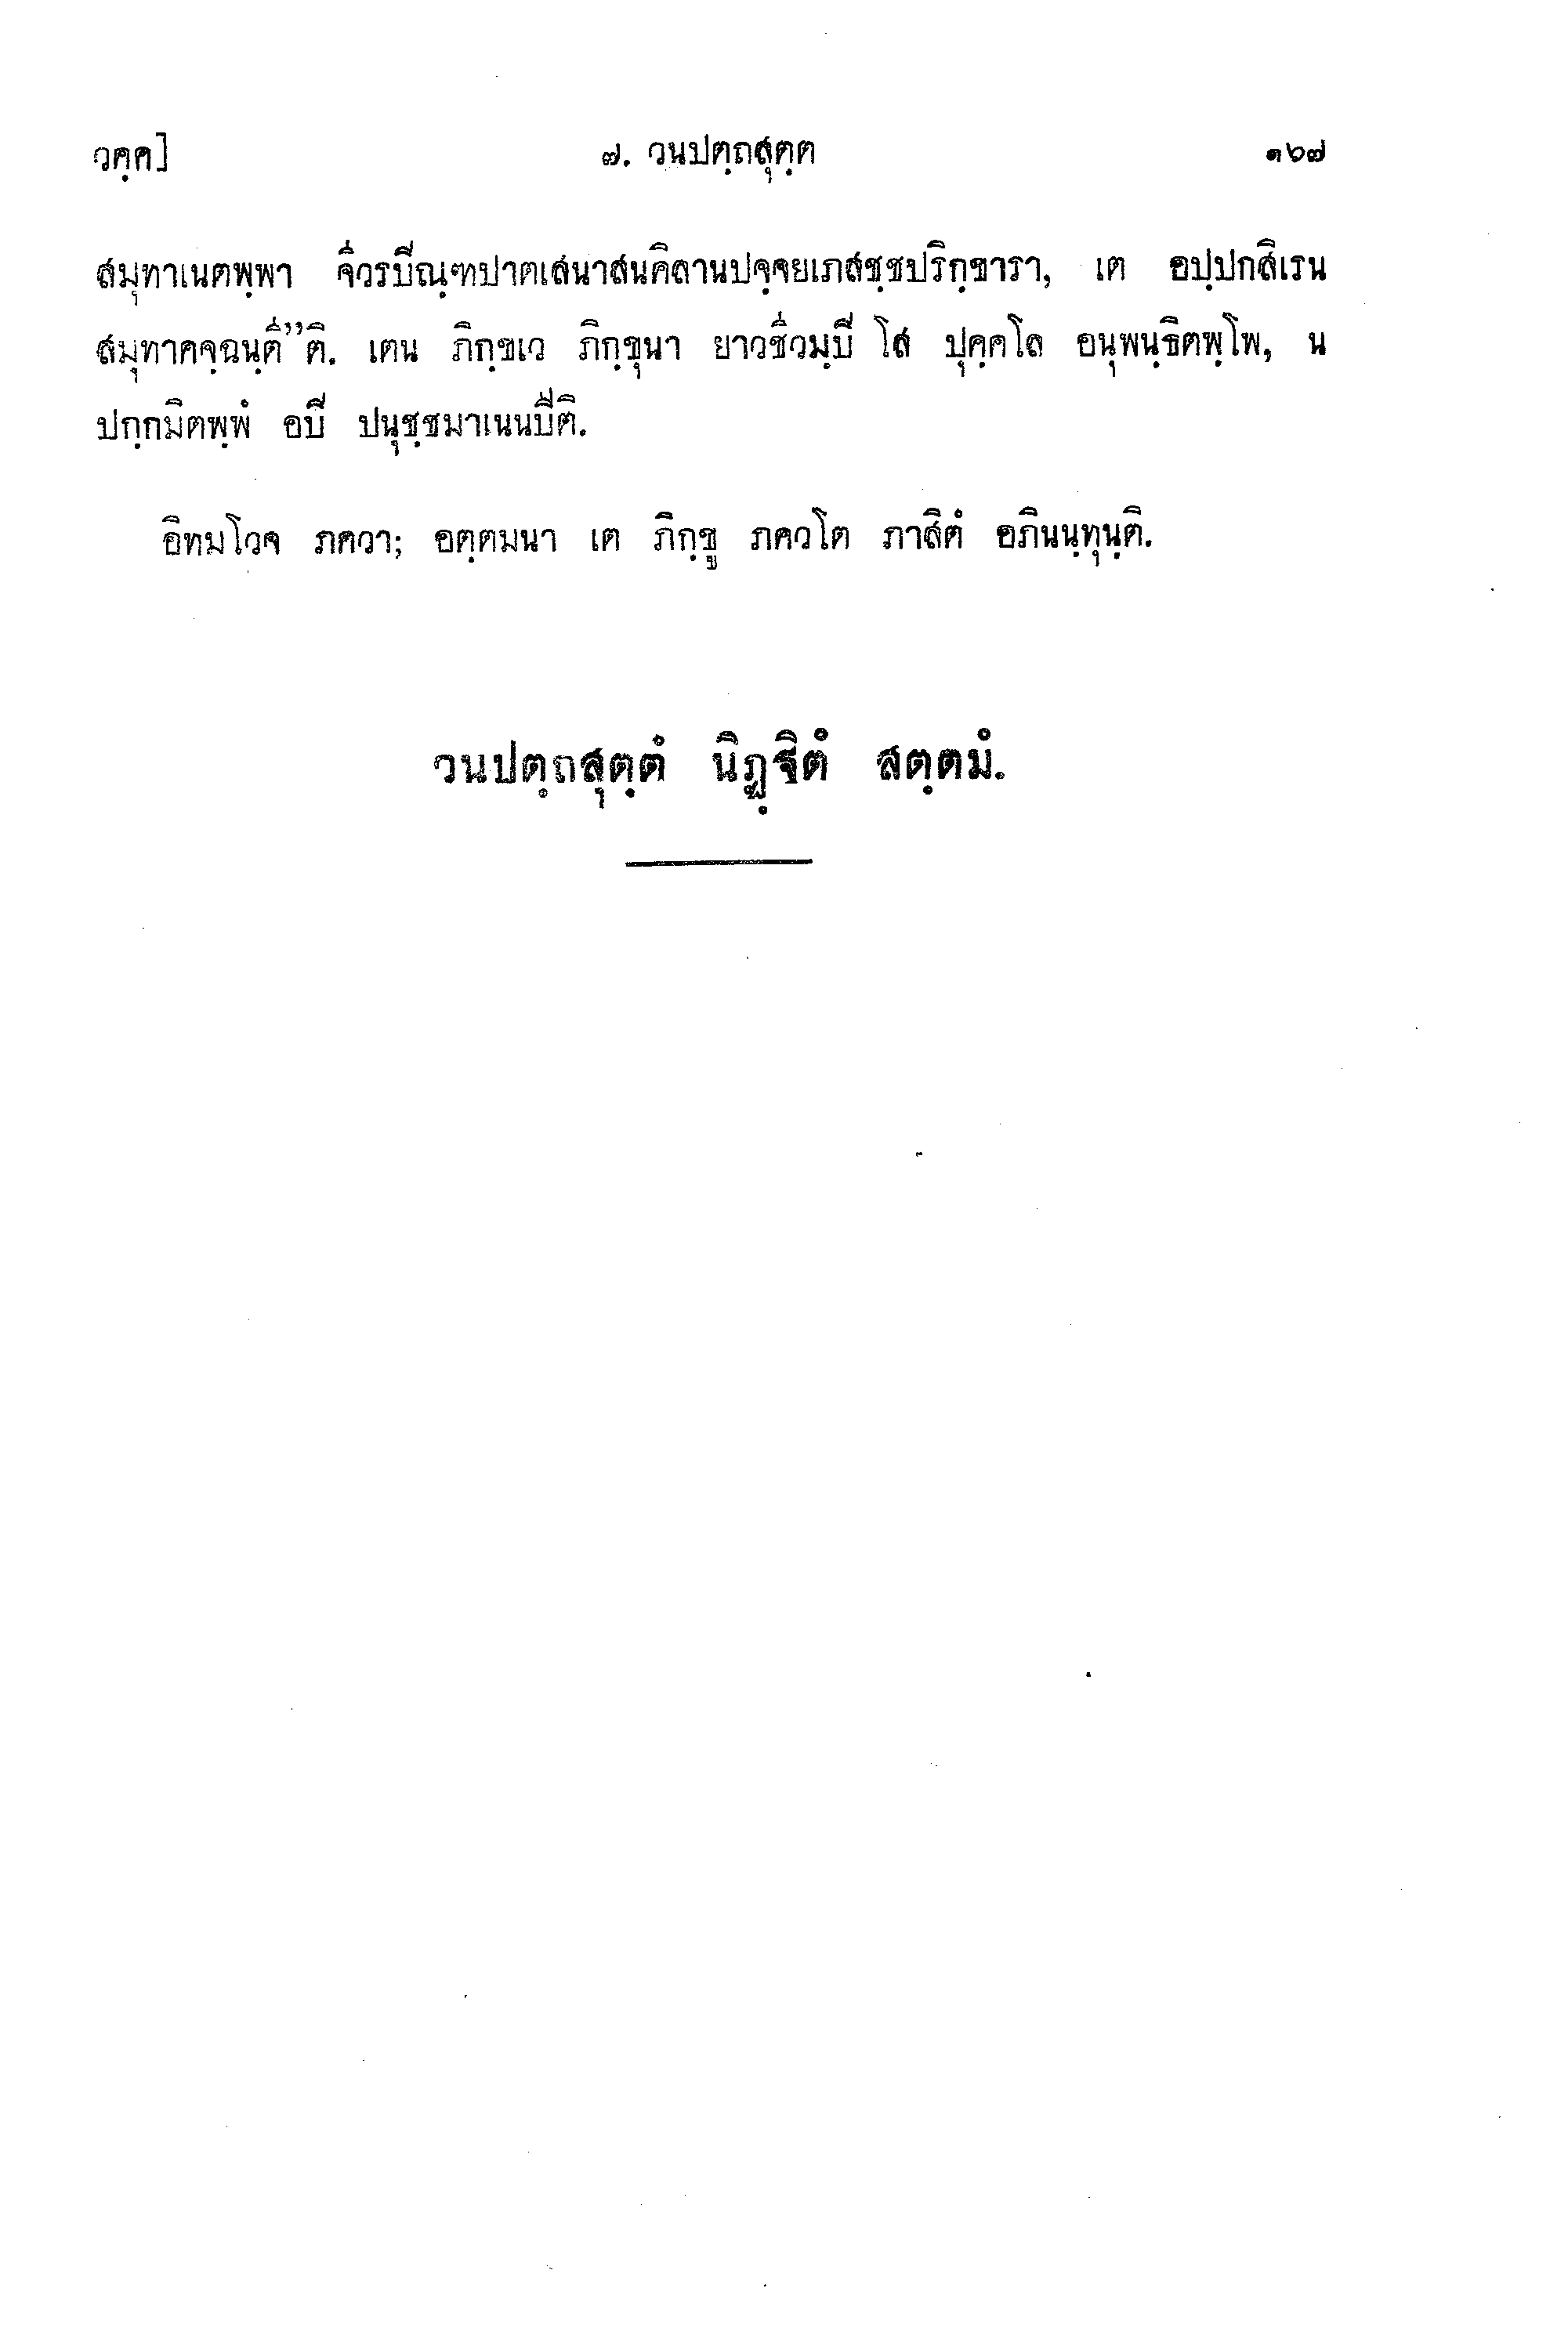 วคฺค]
๗. วนปตฺถสุตฺต
๑๖๗
สมุทาเนตพฺพา จีวรปิณฺฑปาตเสนาสนคิลานปจฺจยเภสชฺชปริกฺขารา, เต อปฺปกสิเรน
สมุทาคจฺฉนฺตี”ติ. เตน ภิกฺขเว ภิกฺขุนา ยาวชีวมฺปิ โส ปุคฺคโล อนุพนฺธิตพฺโพ, น
ปกฺกมิตพฺพํ อปิ ปนุชฺชมาเนนปีติ.
อิทมโวจ ภควา; อตฺตมนา เต ภิกฺขู ภควโต ภาสิตํ อภินนฺทุนฺติ.
วนปตฺถสุตฺตํ นิฏฺฐิตํ สตฺตมํ.